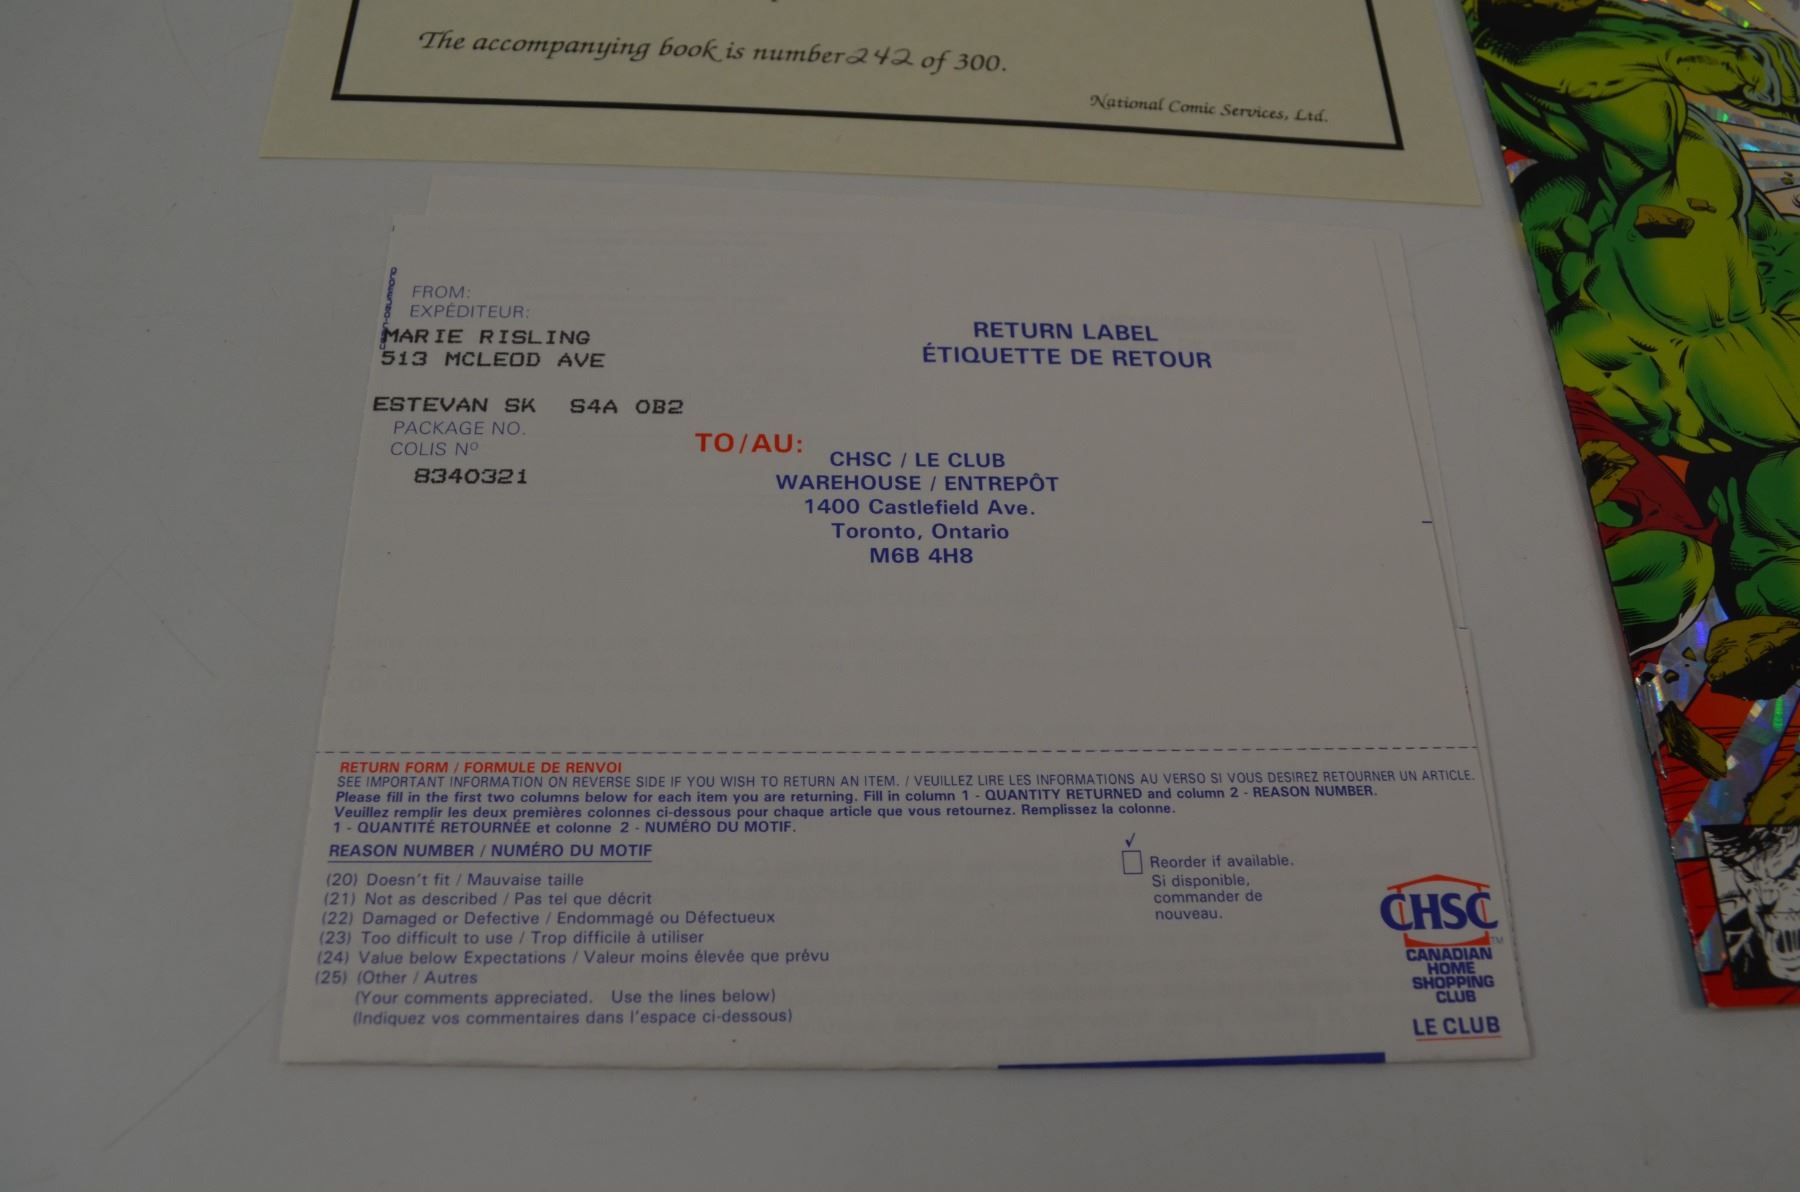 The accompanying book is number 242 of 300.
National Comic Services, Ltd.
FROM:
EXPÉDITEUR:
MARIE RISLING
513 MCLEOD AVE
ESTEVAN SK S4A 0B2
PACKAGE NO.
COLIS Nº
8340321
RETURN LABEL
ÉTIQUETTE DE RETOUR
TO/AU:
CHSC / LE CLUB
WAREHOUSE / ENTREPÔT
1400 Castlefield Ave.
Toronto, Ontario
M6B 4H8
RETURN FORM / FORMULE DE RENVOI
SEE IMPORTANT INFORMATION ON REVERSE SIDE IF YOU WISH TO RETURN AN ITEM. / VEUILLEZ LIRE LES INFORMATIONS AU VERSO SI VOUS DESIREZ RETOURNER UN ARTICLE.
Please fill in the first two columns below for each item you are returning. Fill in column 1 - QUANTITY RETURNED and column 2 - REASON NUMBER.
Veuillez remplir les deux premières colonnes ci-dessous pour chaque article que vous retournez. Remplissez la colonne.
1 - QUANTITÉ RETOURNÉE et colonne 2 - NUMÉRO DU MOTIF.
REASON NUMBER / NUMÉRO DU MOTIF
(20) Doesn't fit / Mauvaise taille
(21) Not as described / Pas tel que décrit
(22) Damaged or Defective / Endommagé ou Défectueux
(23) Too difficult to use / Trop difficile à utiliser
(24) Value below Expectations / Valeur moins élevée que prévu
(25) (Other / Autres
(Your comments appreciated. Use the lines below)
(Indiquez vos commentaires dans l'espace ci-dessous)
Reorder if available.
Si disponible,
commander de
nouveau.
CHSC TM
CANADIAN
HOME
SHOPPING
CLUB
LE CLUB